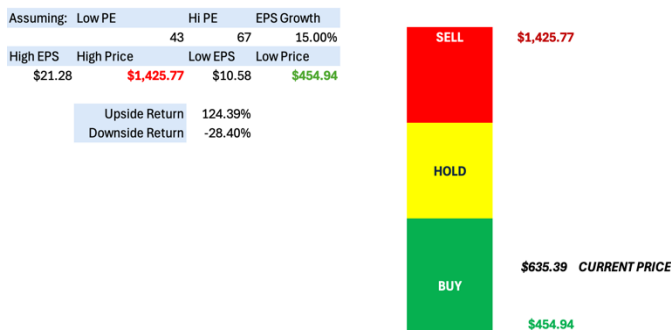 Assuming: Low PE Hi PE EPS Growth
43 67 15.00%
High EPS High Price Low EPS Low Price
$21.28 $1,425.77 $10.58 $454.94
Upside Return 124.39%
Downside Return -28.40%
SELL $1,425.77
HOLD
$635.39 CURRENT PRICE
BUY
$454.94